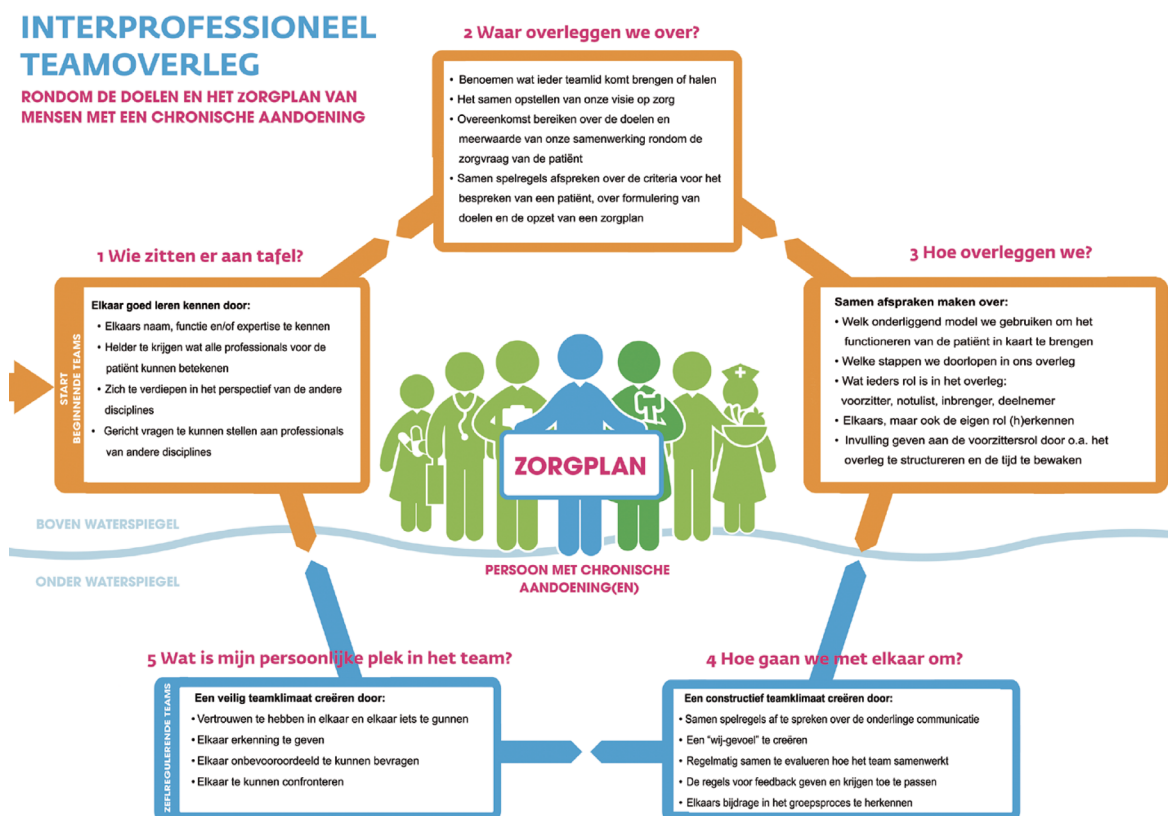 INTERPROFESSIONEEL
TEAMOVERLEG
RONDOM DE DOELEN EN HET ZORGPLAN VAN
MENSEN MET EEN CHRONISCHE AANDOENING
2 Waar overleggen we over?
• Benoemen wat ieder teamlid komt brengen of halen
• Het samen opstellen van onze visie op zorg
• Overeenkomst bereiken over de doelen en
meerwaarde van onze samenwerking rondom de
zorgvraag van de patiënt
• Samen spelregels afspreken over de criteria voor het
bespreken van een patiënt, over formulering van
doelen en de opzet van een zorgplan
1 Wie zitten er aan tafel?
START
BEGINNENDE TEAMS
Elkaar goed leren kennen door:
• Elkaars naam, functie en/of expertise te kennen
• Helder te krijgen wat alle professionals voor de
patiënt kunnen betekenen
• Zich te verdiepen in het perspectief van de andere
disciplines
• Gericht vragen te kunnen stellen aan professionals
van andere disciplines
3 Hoe overleggen we?
Samen afspraken maken over:
• Welk onderliggend model we gebruiken om het
functioneren van de patiënt in kaart te brengen
• Welke stappen we doorlopen in ons overleg
• Wat ieders rol is in het overleg:
voorzitter, notulist, inbrenger, deelnemer
• Elkaars, maar ook de eigen rol (h)erkennen
• Invulling geven aan de voorzittersrol door o.a. het
overleg te structureren en de tijd te bewaken
ZORGPLAN
BOVEN WATERSPIEGEL
ONDER WATERSPIEGEL
PERSOON MET CHRONISCHE
AANDOENING(EN)
5 Wat is mijn persoonlijke plek in het team?
ZEFLREGULERENDE TEAMS
Een veilig teamklimaat creëren door:
• Vertrouwen te hebben in elkaar en elkaar iets te gunnen
• Elkaar erkenning te geven
• Elkaar onbevooroordeeld te kunnen bevragen
• Elkaar te kunnen confronteren
4 Hoe gaan we met elkaar om?
Een constructief teamklimaat creëren door:
• Samen spelregels af te spreken over de onderlinge communicatie
• Een “wij-gevoel” te creëren
• Regelmatig samen te evalueren hoe het team samenwerkt
• De regels voor feedback geven en krijgen toe te passen
• Elkaars bijdrage in het groepsproces te herkennen